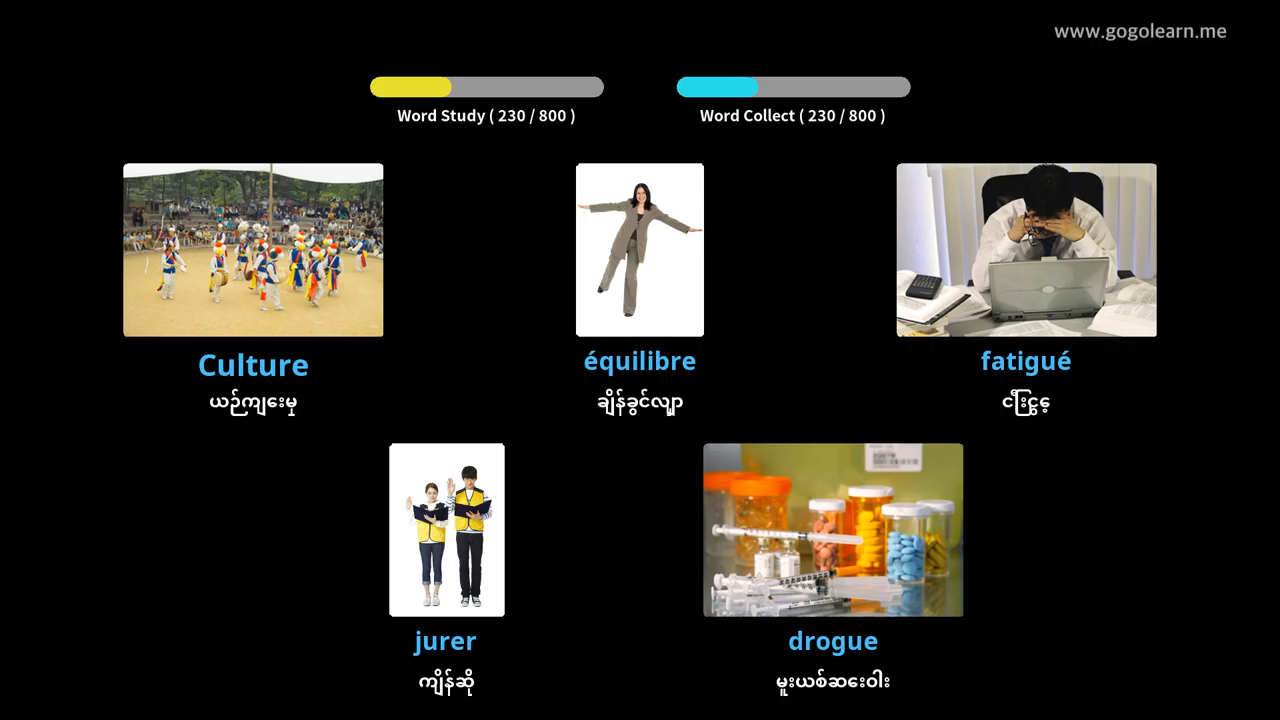 www.gogolearn.me
Word Study ( 230 / 800 )
Word Collect ( 230 / 800 )
Culture
équilibre
fatigué
ယဉ်ကျေးမှု
ချိန်ခွင်လျှာ
ငြီးငွေ့
jurer
drogue
ကျိန်ဆို
မူးယစ်ဆေးဝါး